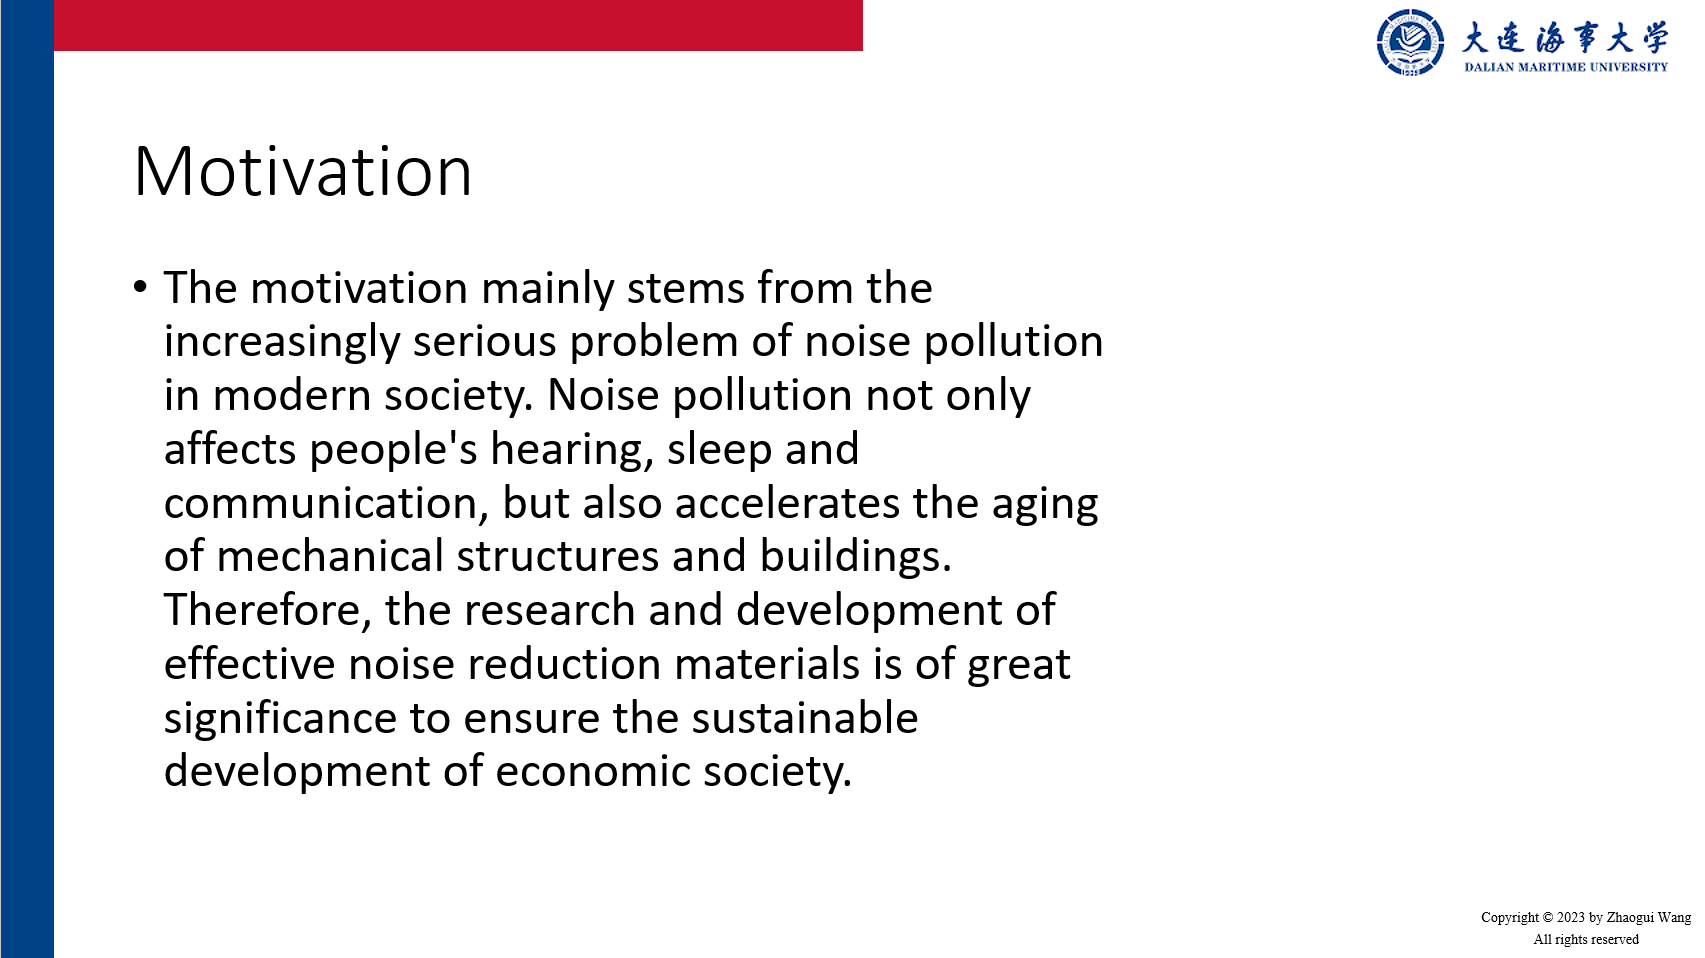 大连海事大学
DALIAN MARITIME UNIVERSITY
Motivation
• The motivation mainly stems from the
increasingly serious problem of noise pollution
in modern society. Noise pollution not only
affects people's hearing, sleep and
communication, but also accelerates the aging
of mechanical structures and buildings.
Therefore, the research and development of
effective noise reduction materials is of great
significance to ensure the sustainable
development of economic society.
Copyright © 2023 by Zhaogui Wang
All rights reserved